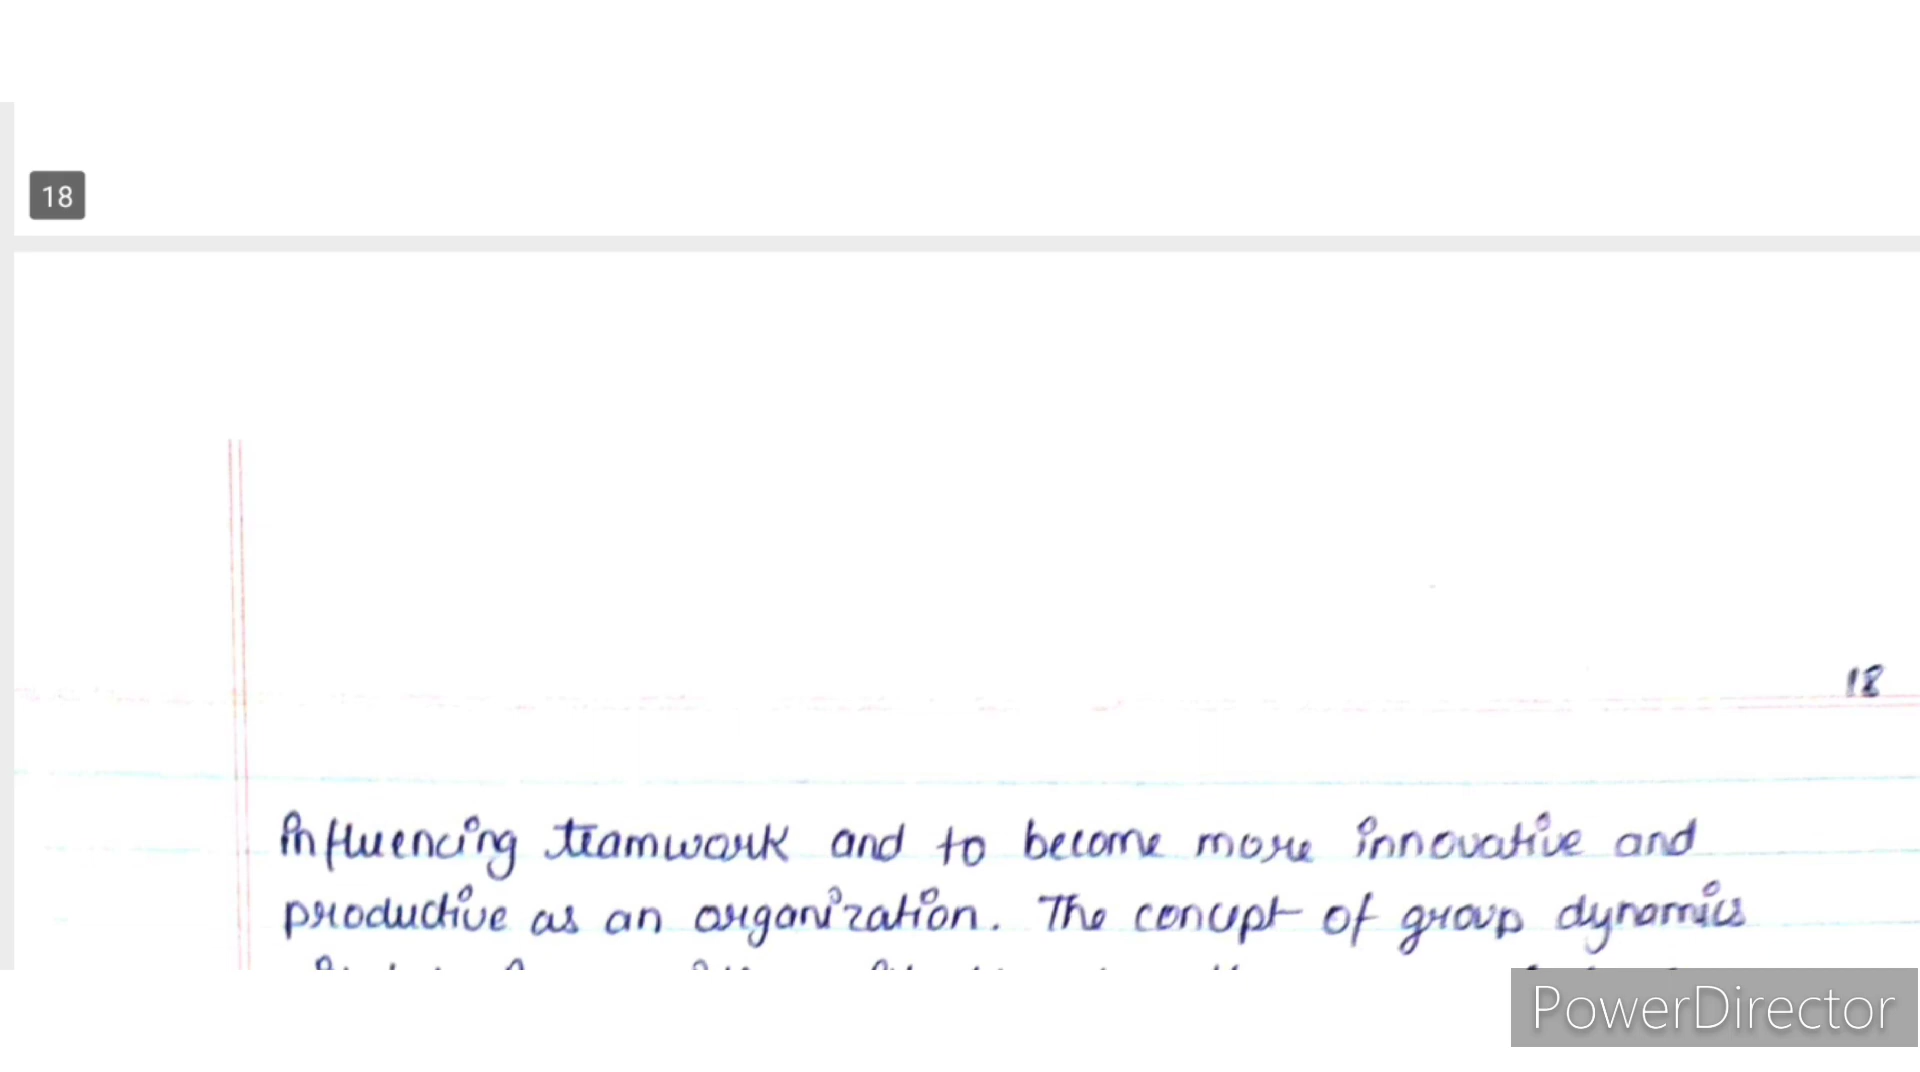 18
18
influencing teamwork and to become more innovative and
productive as an organization. The concept of group dynamics
PowerDirector